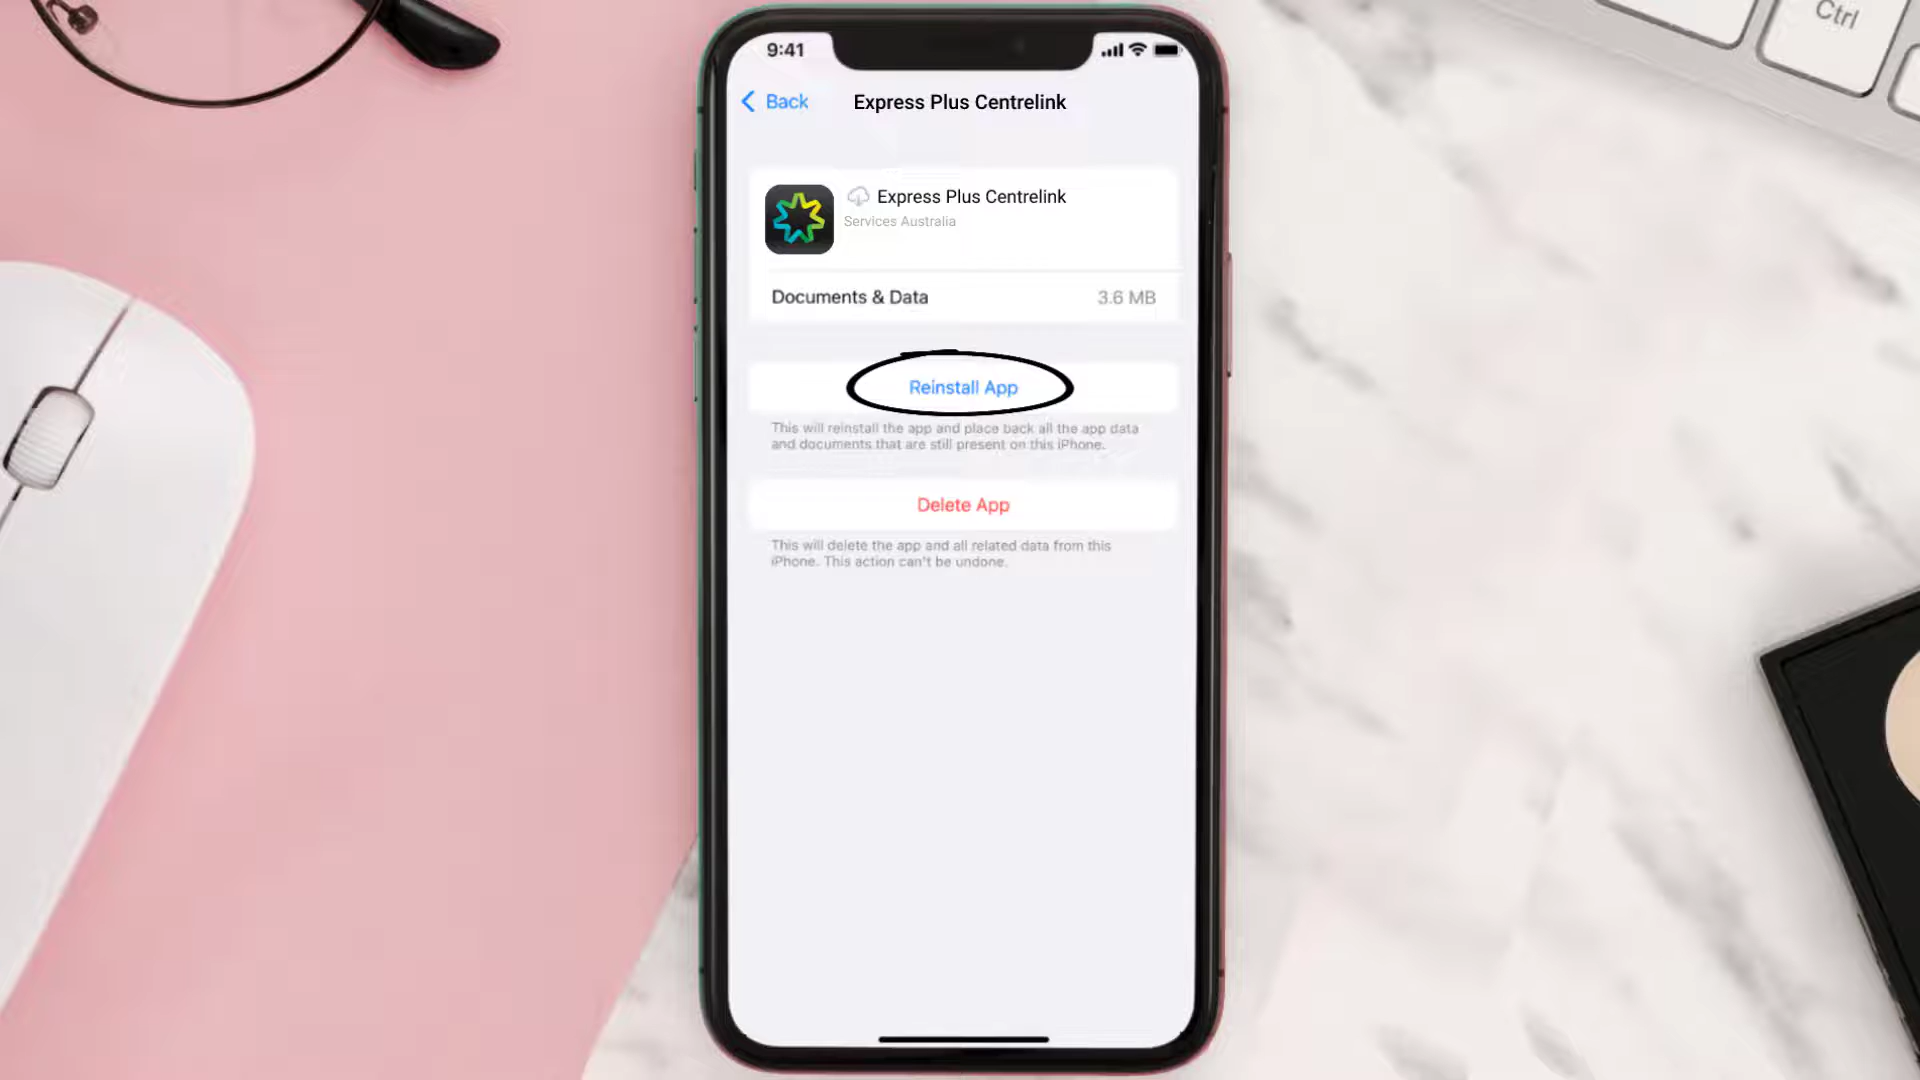 Ctrl
9:41
Back
Express Plus Centrelink
Express Plus Centrelink
Services Australia
Documents & Data 3.6 MB
Reinstall App
This will reinstall the app and place back all the app data
and documents that are still present on this iPhone.
Delete App
This will delete the app and all related data from this
iPhone. This action can't be undone.